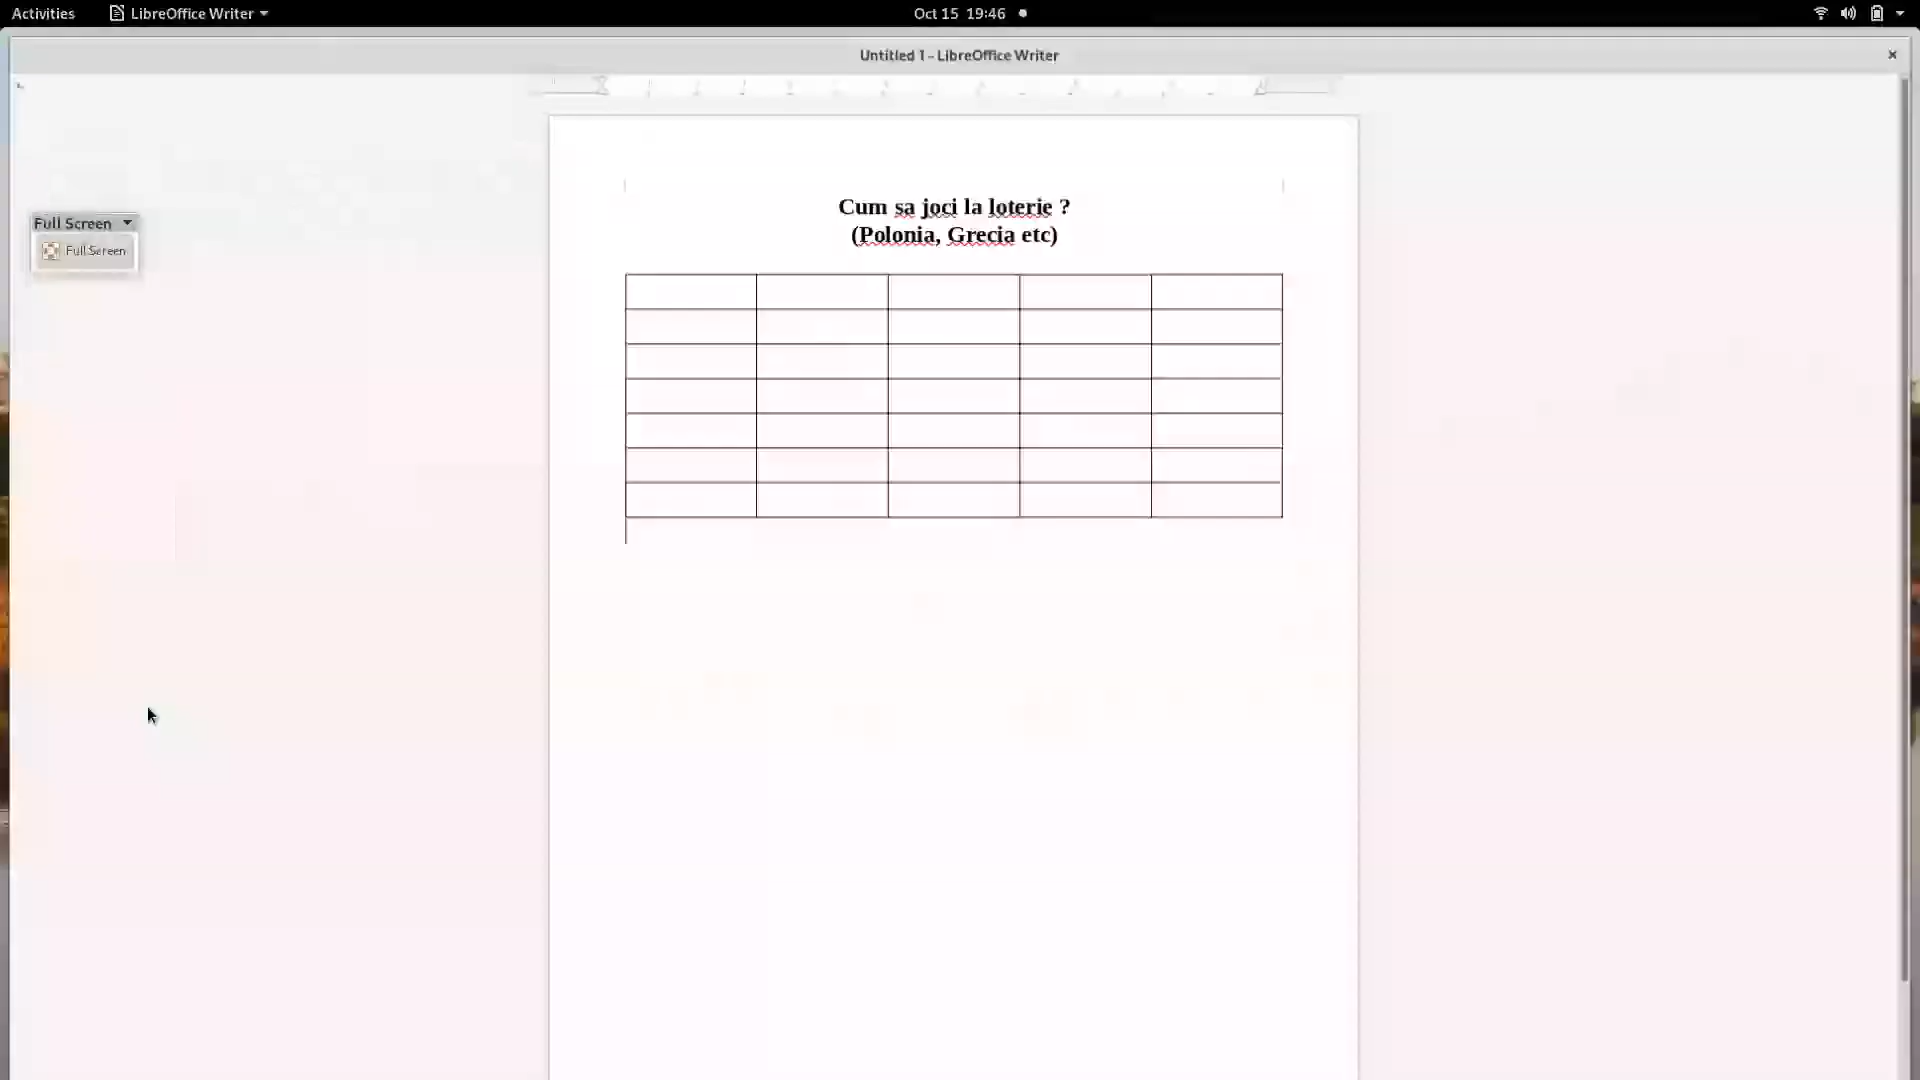 Activities
LibreOffice Writer
Oct 15 19:46
Untitled 1 - LibreOffice Writer
Full Screen
Full Screen
Cum sa joci la loterie ?
(Polonia, Grecia etc)